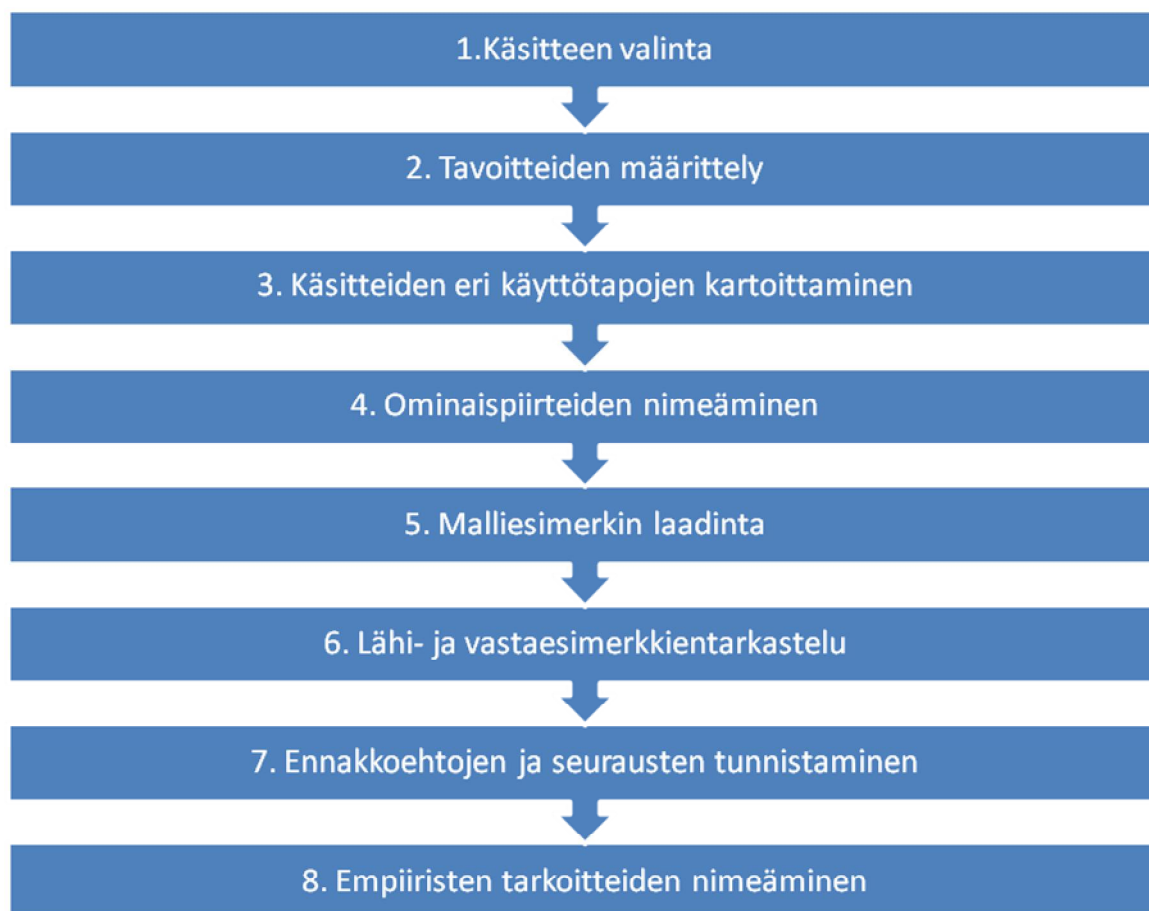 1.Käsitteen valinta
2. Tavoitteiden määrittely
3. Käsitteiden eri käyttötapojen kartoittaminen
4. Ominaispiirteiden nimeäminen
5. Malliesimerkin laadinta
6. Lähi- ja vastaesimerkkientarkastelu
7. Ennakkoehtojen ja seurausten tunnistaminen
8. Empiiristen tarkoitteiden nimeäminen